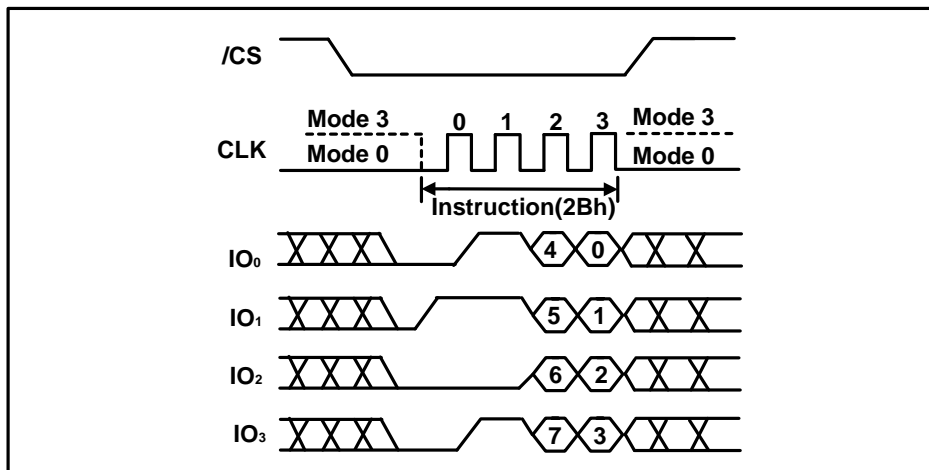 /CS
Mode 3 0 1 2 3 Mode 3
CLK
Mode 0 Mode 0
Instruction(2Bh)
IO₀ 4 0
IO₁ 5 1
IO₂ 6 2
IO₃ 7 3